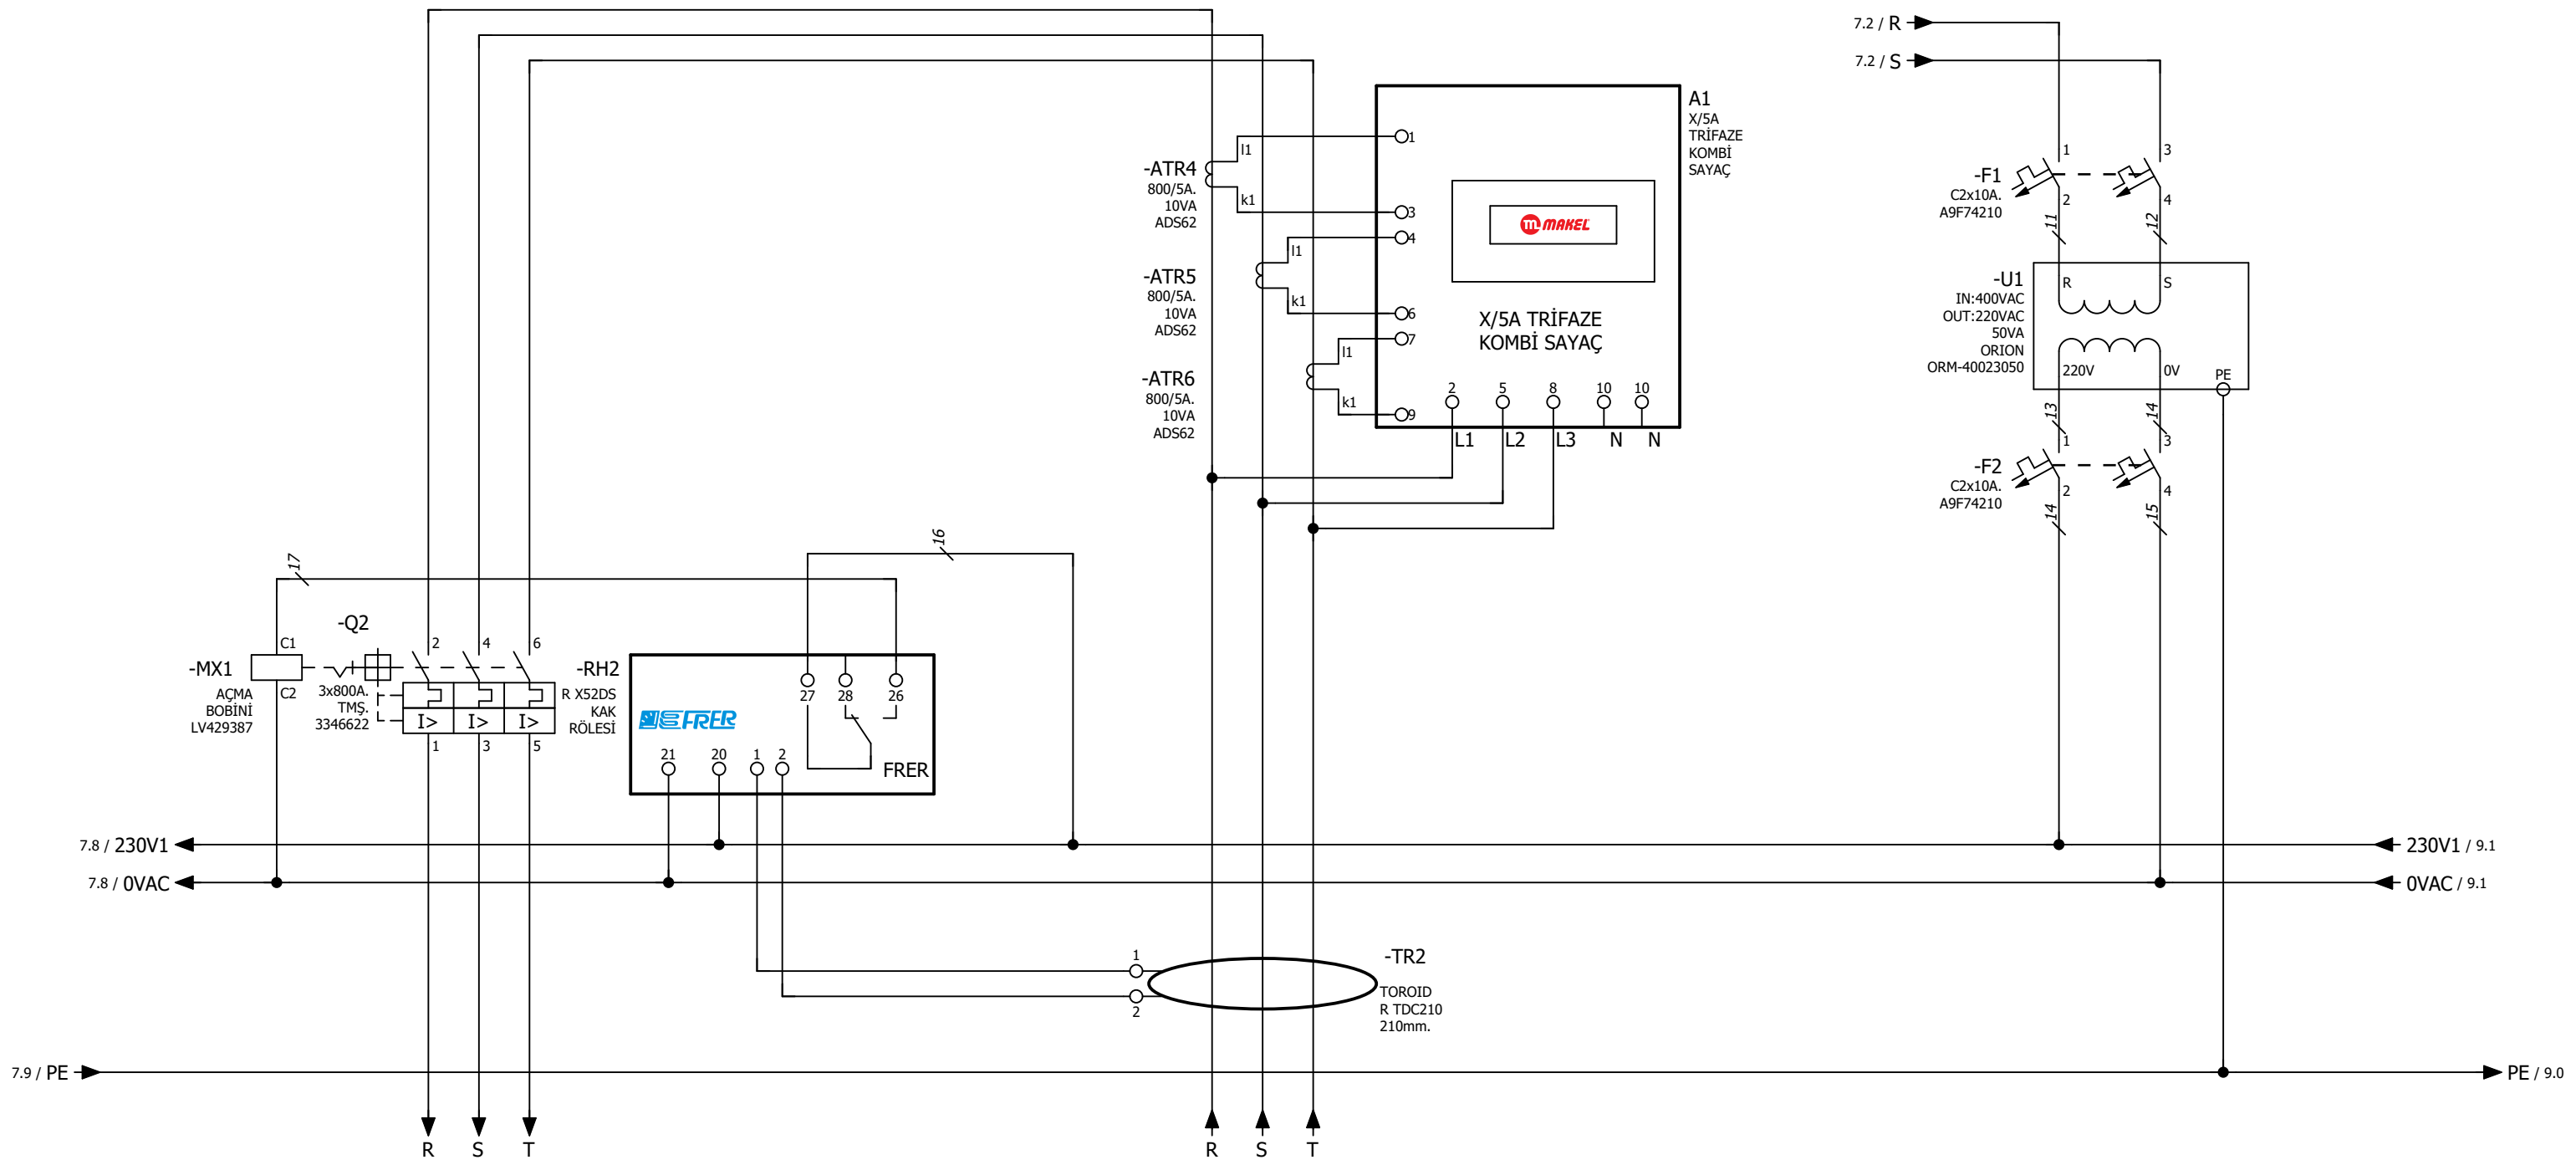 7.2 / R
7.2 / S
A1
X/5A
TRİFAZE
KOMBİ
SAYAÇ
1
l1
-ATR4
800/5A.
10VA
ADS62
k1
3
4
MAKEL
l1
-ATR5
800/5A.
10VA
ADS62
k1
6
7
X/5A TRİFAZE
KOMBİ SAYAÇ
l1
-ATR6
800/5A.
10VA
ADS62
k1
9
2 5 8 10 10
L1 L2 L3 N N
1 3
-F1
C2x10A.
A9F74210
2 4
11 12
-U1
IN:400VAC
OUT:220VAC
50VA
ORION
ORM-40023050
R S
220V 0V PE
13 14
1 3
-F2
C2x10A.
A9F74210
2 4
14 15
16
17
-Q2
C1 2 4 6
-MX1
AÇMA
BOBİNİ
LV429387
C2
3x800A.
TMŞ.
3346622
I> I> I>
1 3 5
-RH2
R X52DS
KAK
RÖLESİ
27 28 26
FRER
21 20 1 2
FRER
7.8 / 230V1
230V1 / 9.1
7.8 / 0VAC
0VAC / 9.1
1
2
-TR2
TOROID
R TDC210
210mm.
7.9 / PE
PE / 9.0
R S T
R S T